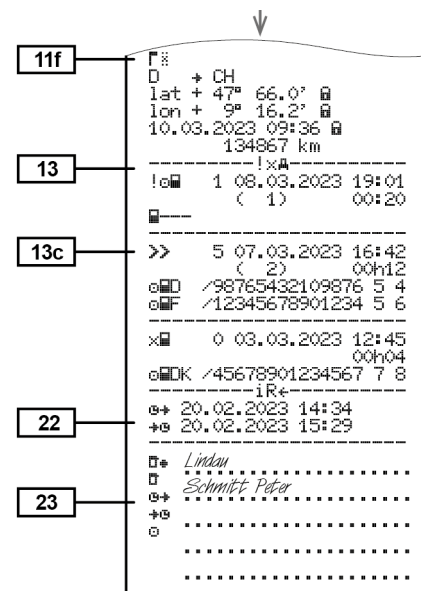 11f
D → CH
lat + 47° 66.0'
lon + 9° 16.2'
10.03.2023 09:36
134867 km
13
----------!x-----------
! 1 08.03.2023 19:01
( 1) 00:20
---
13c
>> 5 07.03.2023 16:42
( 2) 00h12
D /98765432109876 5 4
F /12345678901234 5 6
x 0 03.03.2023 12:45
00h04
DK /45678901234567 7 8
----------iR←----------
22
20.02.2023 14:34
20.02.2023 15:29
23
Lindau
Schmitt Peter